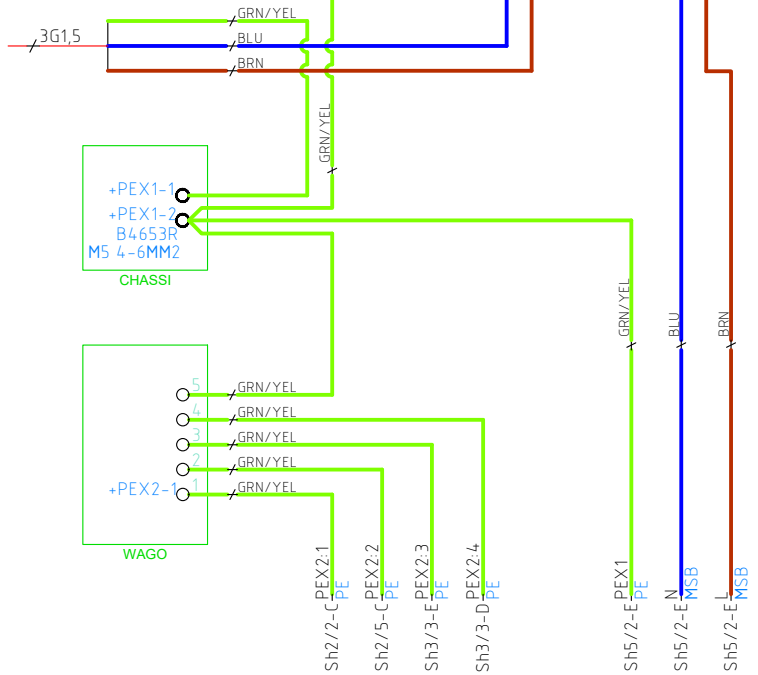 GRN/YEL
3G1,5
BLU
BRN
GRN/YEL
+PEX1-1
+PEX1-2
B4653R
M5 4-6MM2
CHASSI
GRN/YEL
BLU
BRN
5
GRN/YEL
4
GRN/YEL
3
GRN/YEL
2
GRN/YEL
+PEX2-1
1
GRN/YEL
WAGO
Sh2/2-C
PEX2:1
PE
Sh2/5-C
PEX2:2
PE
Sh3/3-E
PEX2:3
PE
Sh3/3-D
PEX2:4
PE
Sh5/2-E
PEX1
PE
Sh5/2-E
N
MSB
Sh5/2-E
L
MSB